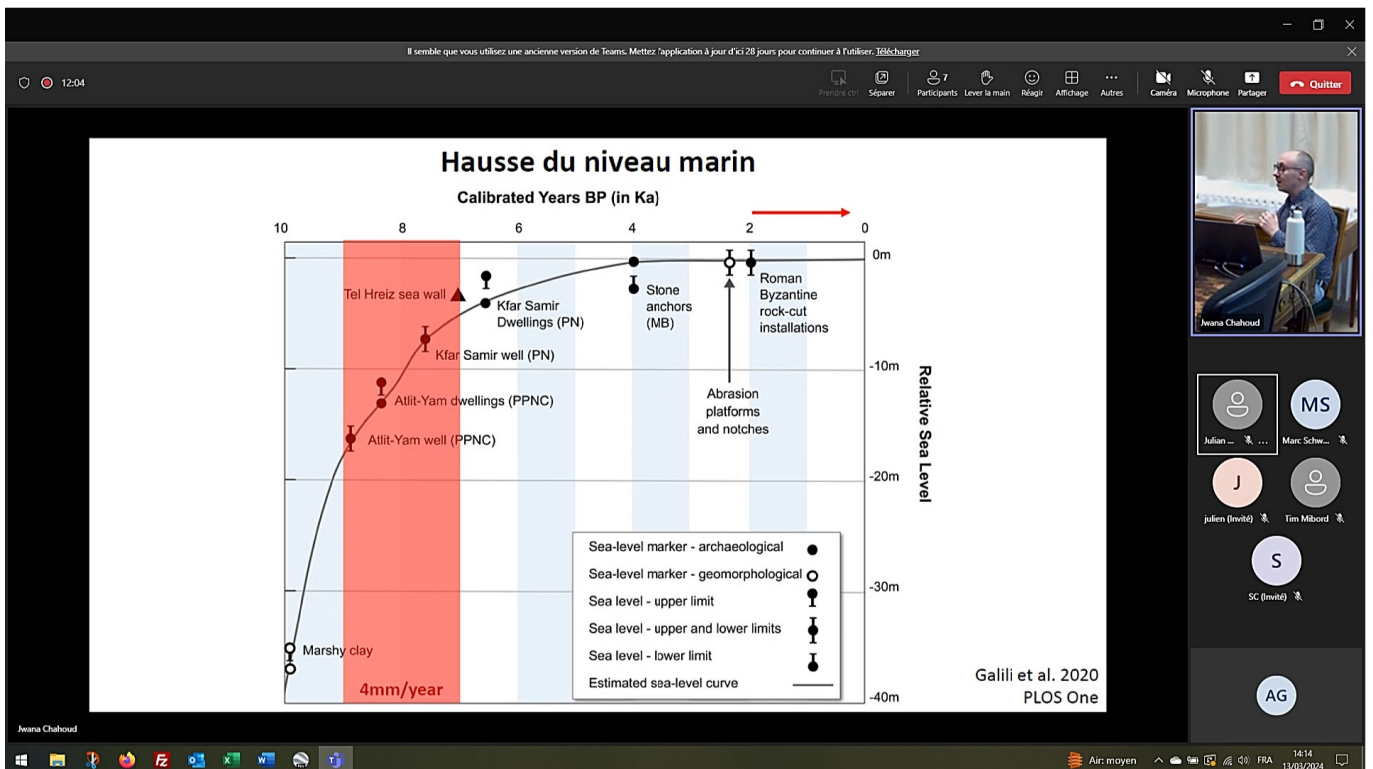 Il semble que vous utilisez une ancienne version de Teams. Mettez l'application à jour d'ici 28 jours pour continuer à l'utiliser. Télécharger
12:04
Prendre ctrl
Séparer
7
Participants
Lever la main
Réagir
Affichage
Autres
Caméra
Microphone
Partager
Quitter
Hausse du niveau marin
Calibrated Years BP (in Ka)
10 8 6 4 2 0
0m
-10m
-20m
-30m
-40m
Relative Sea Level
Tel Hreiz sea wall
Kfar Samir
Dwellings (PN)
Kfar Samir well (PN)
Atlit-Yam dwellings (PPNC)
Atlit-Yam well (PPNC)
Marshy clay
4mm/year
Stone
anchors
(MB)
Roman
Byzantine
rock-cut
installations
Abrasion
platforms
and notches
Sea-level marker - archaeological
Sea-level marker - geomorphological
Sea level - upper limit
Sea level - upper and lower limits
Sea level - lower limit
Estimated sea-level curve
Galili et al. 2020
PLOS One
Jwana Chahoud
Jwana Chahoud
Julian ...
...
MS
Marc Schw...
J
julien (Invité)
Tim Mibord
S
SC (Invité)
AG
Air: moyen
FRA
14:14
13/03/2024